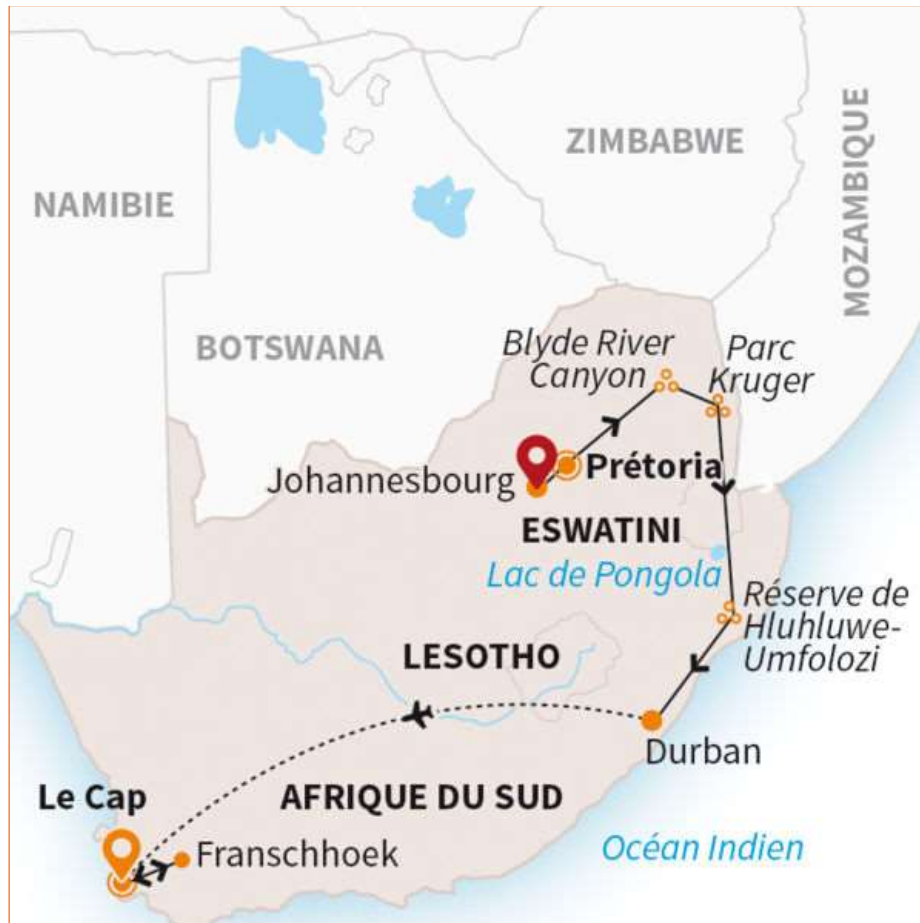 ZIMBABWE
MOZAMBIQUE
NAMIBIE
BOTSWANA
Blyde River
Canyon
Parc
Kruger
Johannesbourg
Prétoria
ESWATINI
Lac de Pongola
Réserve de
Hluhluwe-
Umfolozi
LESOTHO
Durban
Le Cap
AFRIQUE DU SUD
Franschhoek
Océan Indien